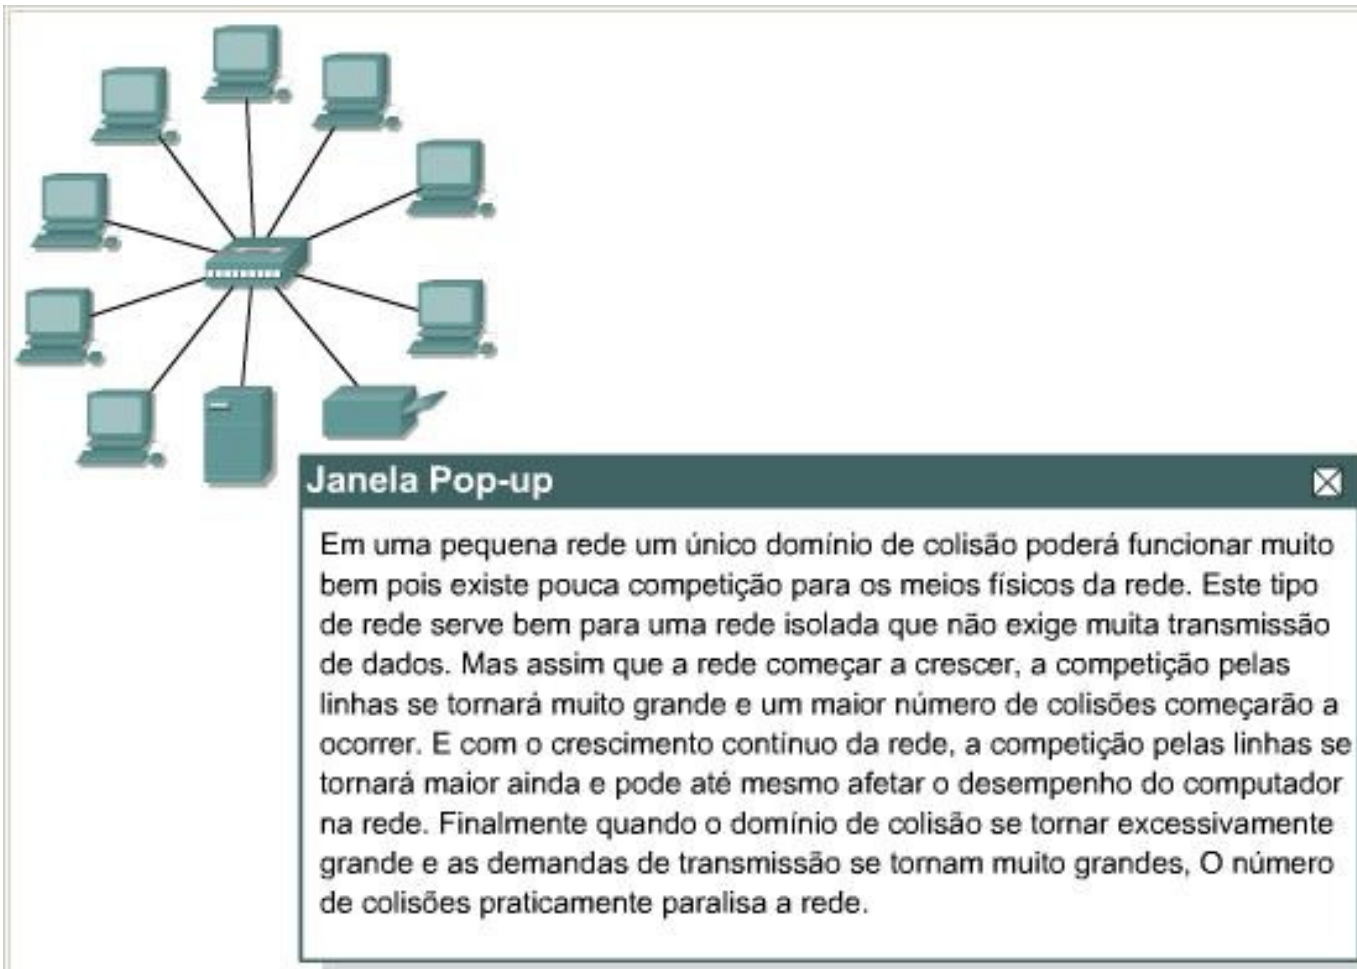 Janela Pop-up
Em uma pequena rede um único domínio de colisão poderá funcionar muito
bem pois existe pouca competição para os meios físicos da rede. Este tipo
de rede serve bem para uma rede isolada que não exige muita transmissão
de dados. Mas assim que a rede começar a crescer, a competição pelas
linhas se tornará muito grande e um maior número de colisões começarão a
ocorrer. E com o crescimento contínuo da rede, a competição pelas linhas se
tornará maior ainda e pode até mesmo afetar o desempenho do computador
na rede. Finalmente quando o domínio de colisão se tornar excessivamente
grande e as demandas de transmissão se tornam muito grandes, O número
de colisões praticamente paralisa a rede.